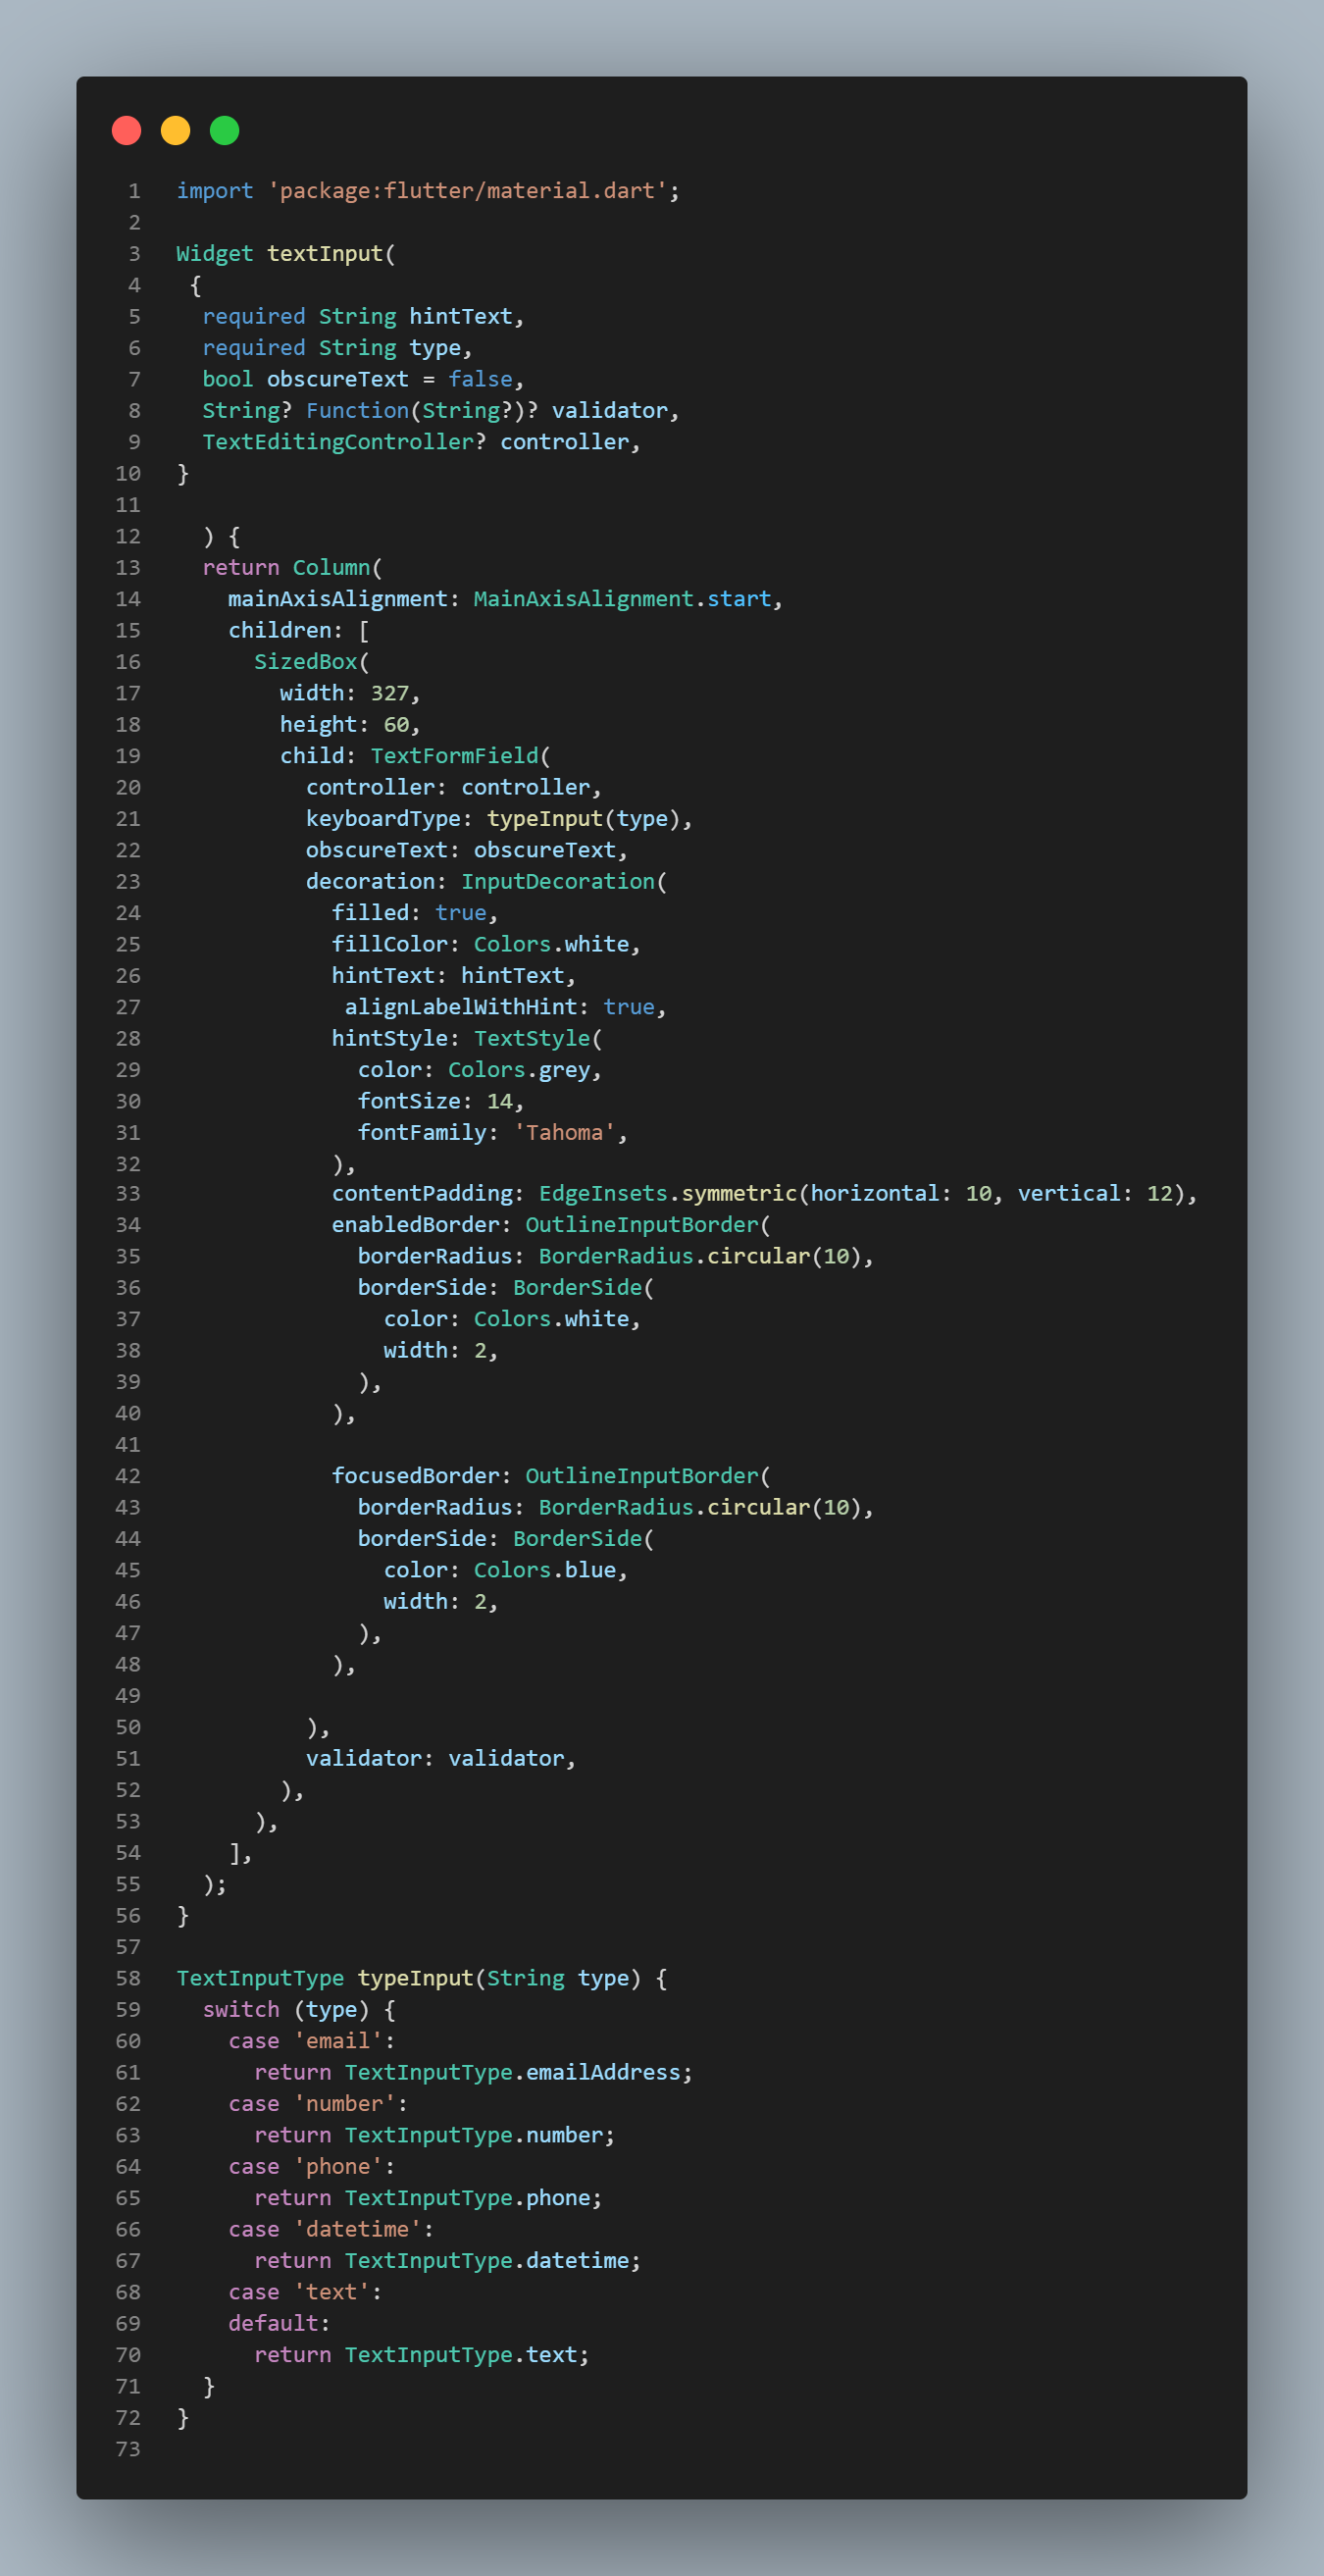 1 import 'package:flutter/material.dart';
2
3 Widget textInput(
4  {
5   required String hintText,
6   required String type,
7   bool obscureText = false,
8   String? Function(String?)? validator,
9   TextEditingController? controller,
10 }
11
12   ) {
13   return Column(
14     mainAxisAlignment: MainAxisAlignment.start,
15     children: [
16       SizedBox(
17         width: 327,
18         height: 60,
19         child: TextFormField(
20           controller: controller,
21           keyboardType: typeInput(type),
22           obscureText: obscureText,
23           decoration: InputDecoration(
24             filled: true,
25             fillColor: Colors.white,
26             hintText: hintText,
27              alignLabelWithHint: true,
28             hintStyle: TextStyle(
29               color: Colors.grey,
30               fontSize: 14,
31               fontFamily: 'Tahoma',
32             ),
33             contentPadding: EdgeInsets.symmetric(horizontal: 10, vertical: 12),
34             enabledBorder: OutlineInputBorder(
35               borderRadius: BorderRadius.circular(10),
36               borderSide: BorderSide(
37                 color: Colors.white,
38                 width: 2,
39               ),
40             ),
41
42             focusedBorder: OutlineInputBorder(
43               borderRadius: BorderRadius.circular(10),
44               borderSide: BorderSide(
45                 color: Colors.blue,
46                 width: 2,
47               ),
48             ),
49
50           ),
51           validator: validator,
52         ),
53       ),
54     ],
55   );
56 }
57
58 TextInputType typeInput(String type) {
59   switch (type) {
60     case 'email':
61       return TextInputType.emailAddress;
62     case 'number':
63       return TextInputType.number;
64     case 'phone':
65       return TextInputType.phone;
66     case 'datetime':
67       return TextInputType.datetime;
68     case 'text':
69     default:
70       return TextInputType.text;
71   }
72 }
73